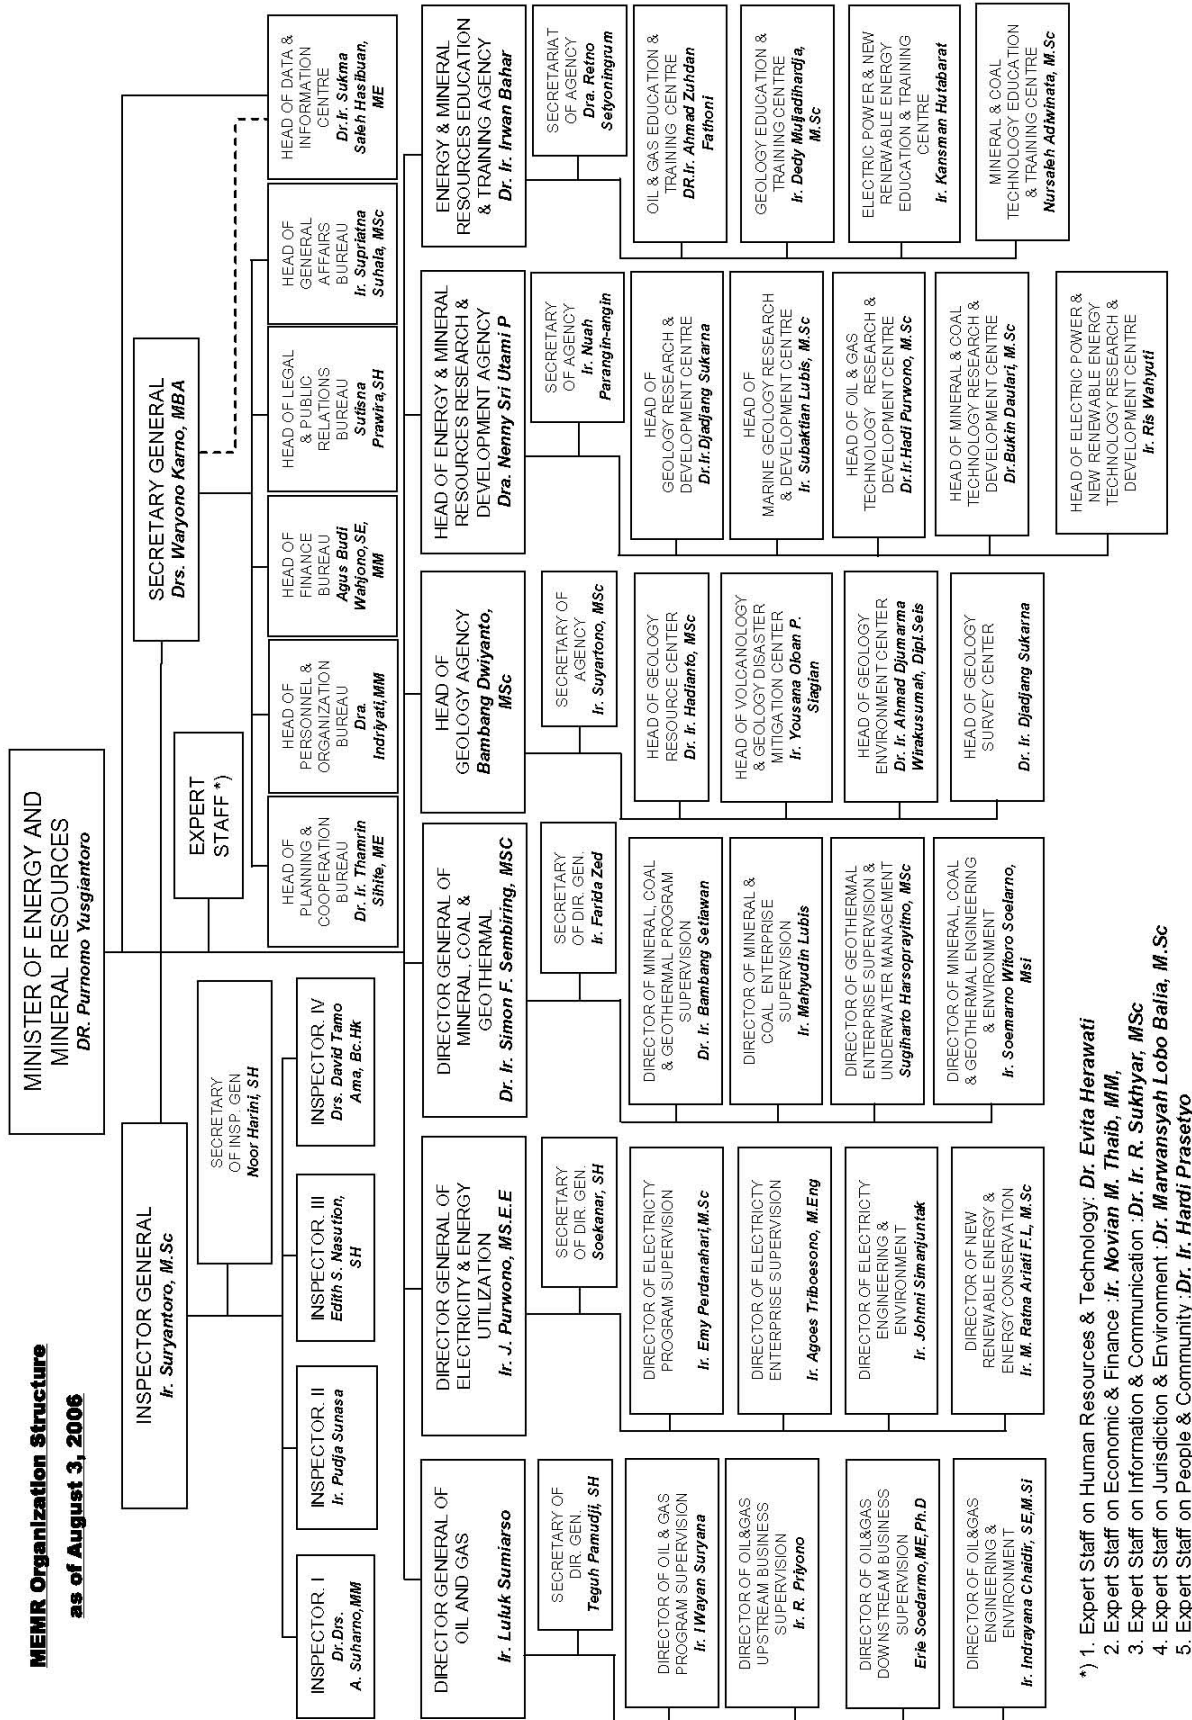 MEMR Organization Structure
as of August 3, 2006
MINISTER OF ENERGY AND
MINERAL RESOURCES
DR. Purnomo Yusgiantoro
INSPECTOR GENERAL
Ir. Suryantoro, M.Sc
SECRETARY GENERAL
Drs. Waryono Karno, MBA
SECRETARY
OF INSP. GEN
Noor Harini, SH
EXPERT
STAFF *)
INSPECTOR. I
Dr.Drs.
A. Suharno,MM
INSPECTOR. II
Ir. Pudja Sunasa
INSPECTOR. III
Edith S. Nasution,
SH
INSPECTOR. IV
Drs. David Tamo
Ama, Bc.Hk
HEAD OF
PLANNING &
COOPERATION
BUREAU
Dr. Ir. Thamrin
Sihite, ME
HEAD OF
PERSONNEL &
ORGANIZATION
BUREAU
Dra.
Indriyati,MM
HEAD OF
FINANCE
BUREAU
Agus Budi
Wahjono,SE,
MM
HEAD OF LEGAL
& PUBLIC
RELATIONS
BUREAU
Sutisna
Prawira,SH
HEAD OF
GENERAL
AFFAIRS
BUREAU
Ir. Supriatna
Suhala, MSc
HEAD OF DATA &
INFORMATION
CENTRE
Dr.Ir. Sukma
Saleh Hasibuan,
ME
DIRECTOR GENERAL OF
OIL AND GAS
Ir. Luluk Sumiarso
SECRETARY OF
DIR. GEN.
Teguh Pamudji, SH
DIRECTOR OF OIL & GAS
PROGRAM SUPERVISION
Ir. I Wayan Suryana
DIRECTOR OF OIL&GAS
UPSTREAM BUSINESS
SUPERVISION
Ir. R. Priyono
DIRECTOR OF OIL&GAS
DOWNSTREAM BUSINESS
SUPERVISION
Erie Soedarmo,ME,Ph.D
DIRECTOR OF OIL&GAS
ENGINEERING &
ENVIRONMENT
Ir. Indrayana Chaidir, SE,M.Si
DIRECTOR GENERAL OF
ELECTRICITY & ENERGY
UTILIZATION
Ir. J. Purwono, MS.E.E
SECRETARY
OF DIR. GEN.
Soekanar, SH
DIRECTOR OF ELECTRICTY
PROGRAM SUPERVISION
Ir. Emy Perdanahari,M.Sc
DIRECTOR OF ELECTRICTY
ENTERPRISE SUPERVISION
Ir. Agoes Triboesono, M.Eng
DIRECTOR OF ELECTRICTY
ENGINEERING &
ENVIRONMENT
Ir. Johnni Simanjuntak
DIRECTOR OF NEW
RENEWABLE ENERGY &
ENERGY CONSERVATION
Ir. M. Ratna Ariati F.L, M.Sc
DIRECTOR GENERAL OF
MINERAL, COAL &
GEOTHERMAL
Dr. Ir. Simon F. Sembiring, MSC
SECRETARY
OF DIR. GEN.
Ir. Farida Zed
DIRECTOR OF MINERAL, COAL
& GEOTHERMAL PROGRAM
SUPERVISION
Dr. Ir. Bambang Setiawan
DIRECTOR OF MINERAL &
COAL ENTERPRISE
SUPERVISION
Ir. Mahyudin Lubis
DIRECTOR OF GEOTHERMAL
ENTERPRISE SUPERVISION &
UNDERWATER MANAGEMENT
Sugiharto Harsoprayitno, MSc
DIRECTOR OF MINERAL, COAL
& GEOTHERMAL ENGINEERING
& ENVIRONMENT
Ir. Soemarno Witoro Soelarno,
Msi
HEAD OF
GEOLOGY AGENCY
Bambang Dwiyanto,
MSc
SECRETARY OF
AGENCY
Ir. Suyartono, MSc
HEAD OF GEOLOGY
RESOURCE CENTER
Dr. Ir. Hadianto, MSc
HEAD OF VOLCANOLOGY
& GEOLOGY DISASTER
MITIGATION CENTER
Ir. Yousana Oloan P.
Siagian
HEAD OF GEOLOGY
ENVIRONMENT CENTER
Dr. Ir. Ahmad Djumarma
Wirakusumah, Dipl.Seis
HEAD OF GEOLOGY
SURVEY CENTER
Dr. Ir. Djadjang Sukarna
HEAD OF ENERGY & MINERAL
RESOURCES RESEARCH &
DEVELOPMENT AGENCY
Dra. Nenny Sri Utami P
SECRETARY
OF AGENCY
Ir. Nuah
Parangin-angin
HEAD OF
GEOLOGY RESEARCH &
DEVELOPMENT CENTRE
Dr.Ir.Djadjang Sukarna
HEAD OF
MARINE GEOLOGY RESEARCH
& DEVELOPMENT CENTRE
Ir. Subaktian Lubis, M.Sc
HEAD OF OIL & GAS
TECHNOLOGY RESEARCH &
DEVELOPMENT CENTRE
Dr.Ir.Hadi Purwono, M.Sc
HEAD OF MINERAL & COAL
TECHNOLOGY RESEARCH &
DEVELOPMENT CENTRE
Dr.Bukin Daulari, M.Sc
HEAD OF ELECTRIC POWER &
NEW RENEWABLE ENERGY
TECHNOLOGY RESEARCH &
DEVELOPMENT CENTRE
Ir. Ris Wahyuti
ENERGY & MINERAL
RESOURCES EDUCATION
& TRAINING AGENCY
Dr. Ir. Irwan Bahar
SECRETARIAT
OF AGENCY
Dra. Retno
Setyoningrum
OIL & GAS EDUCATION &
TRAINING CENTRE
DR.Ir. Ahmad Zuhdan
Fathoni
GEOLOGY EDUCATION &
TRAINING CENTRE
Ir. Dedy Muljadihardja,
M.Sc
ELECTRIC POWER & NEW
RENEWABLE ENERGY
EDUCATION & TRAINING
CENTRE
Ir. Kansman Hutabarat
MINERAL & COAL
TECHNOLOGY EDUCATION
& TRAINING CENTRE
Nursaleh Adiwinata, M.Sc
*) 1. Expert Staff on Human Resources & Technology: Dr. Evita Herawati
2. Expert Staff on Economic & Finance :Ir. Novian M. Thaib, MM,
3. Expert Staff on Information & Communication :Dr. Ir. R. Sukhyar, MSc
4. Expert Staff on Jurisdiction & Environment :Dr. Marwansyah Lobo Balia, M.Sc
5. Expert Staff on People & Community :Dr. Ir. Hardi Prasetyo